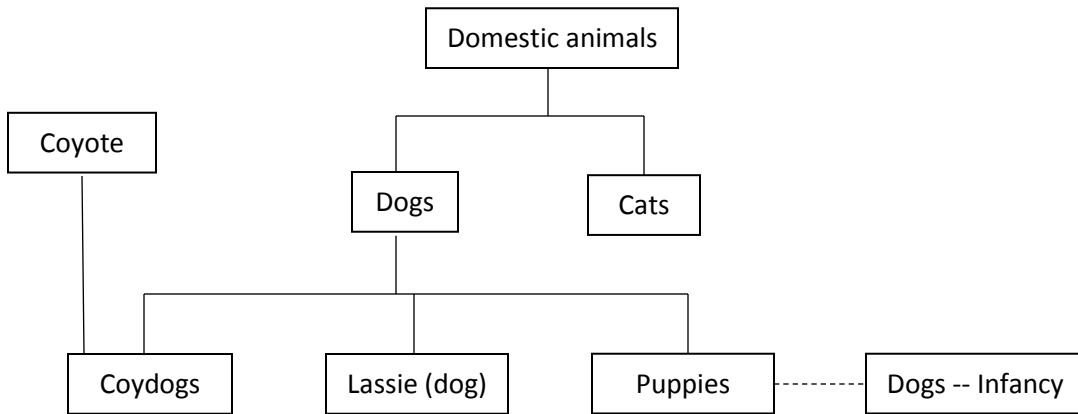 Domestic animals
Coyote
Dogs
Cats
Coydogs
Lassie (dog)
Puppies
Dogs -- Infancy